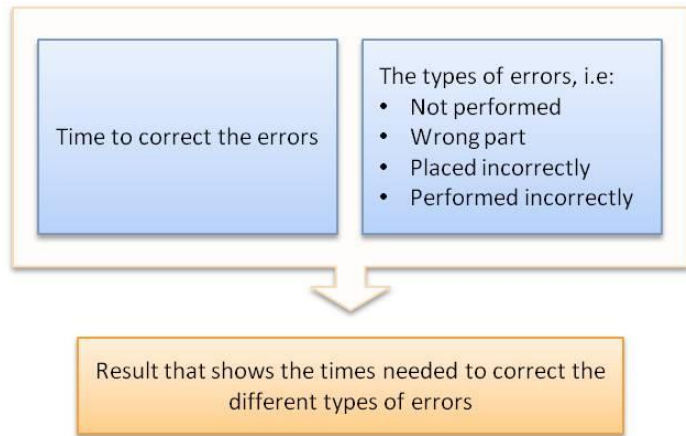 Time to correct the errors
The types of errors, i.e:
• Not performed
• Wrong part
• Placed incorrectly
• Performed incorrectly
Result that shows the times needed to correct the
different types of errors